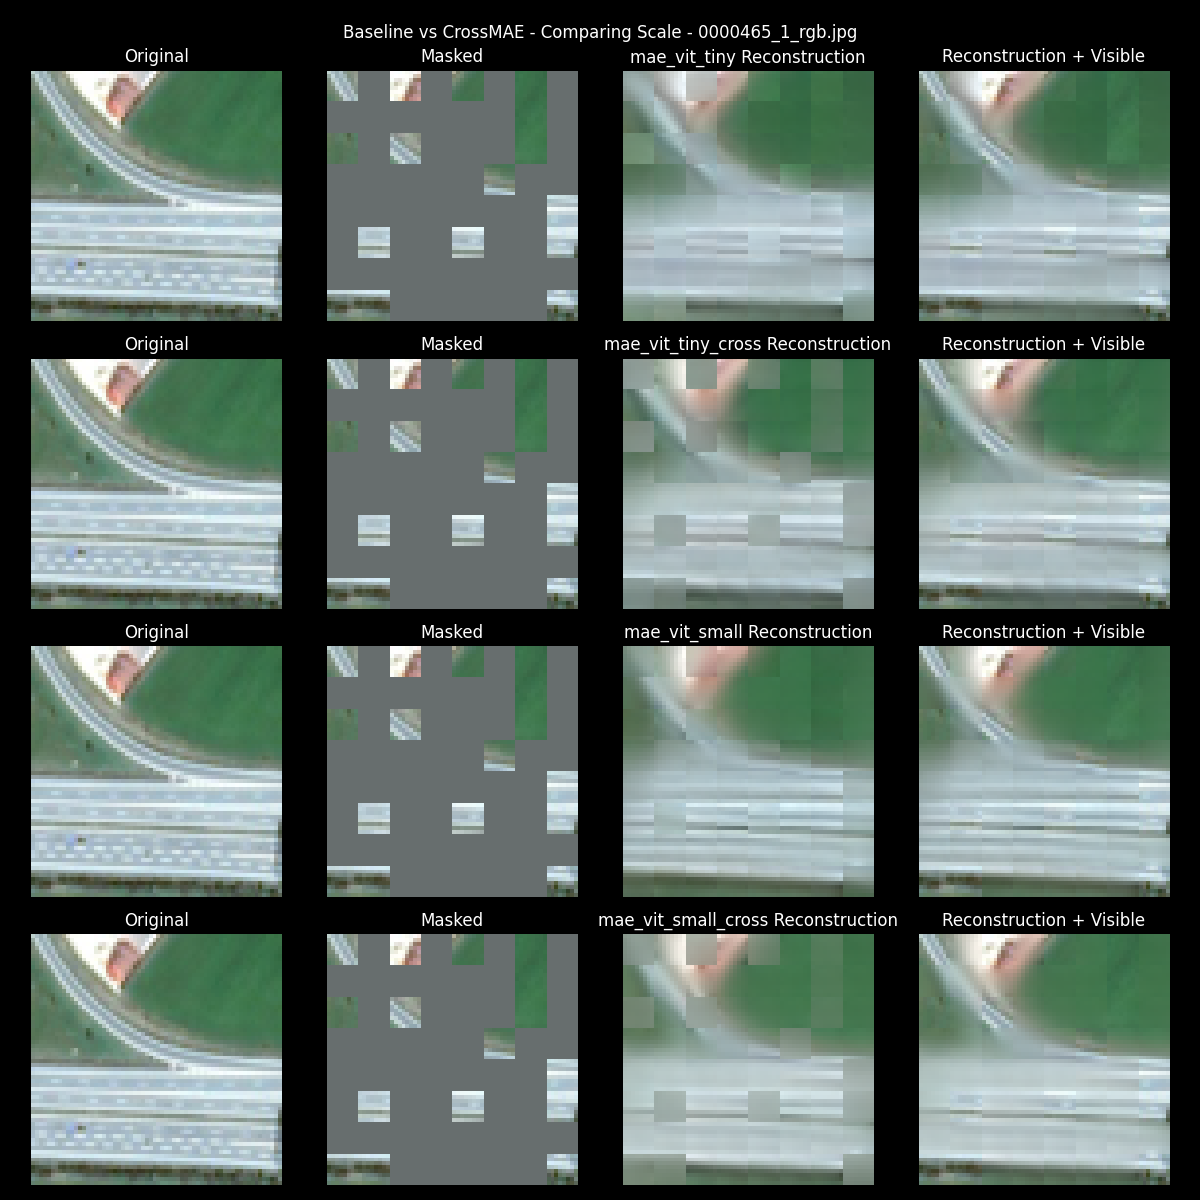 Baseline vs CrossMAE - Comparing Scale - 0000465_1_rgb.jpg
Original Masked mae_vit_tiny Reconstruction Reconstruction + Visible
Original Masked mae_vit_tiny_cross Reconstruction Reconstruction + Visible
Original Masked mae_vit_small Reconstruction Reconstruction + Visible
Original Masked mae_vit_small_cross Reconstruction Reconstruction + Visible